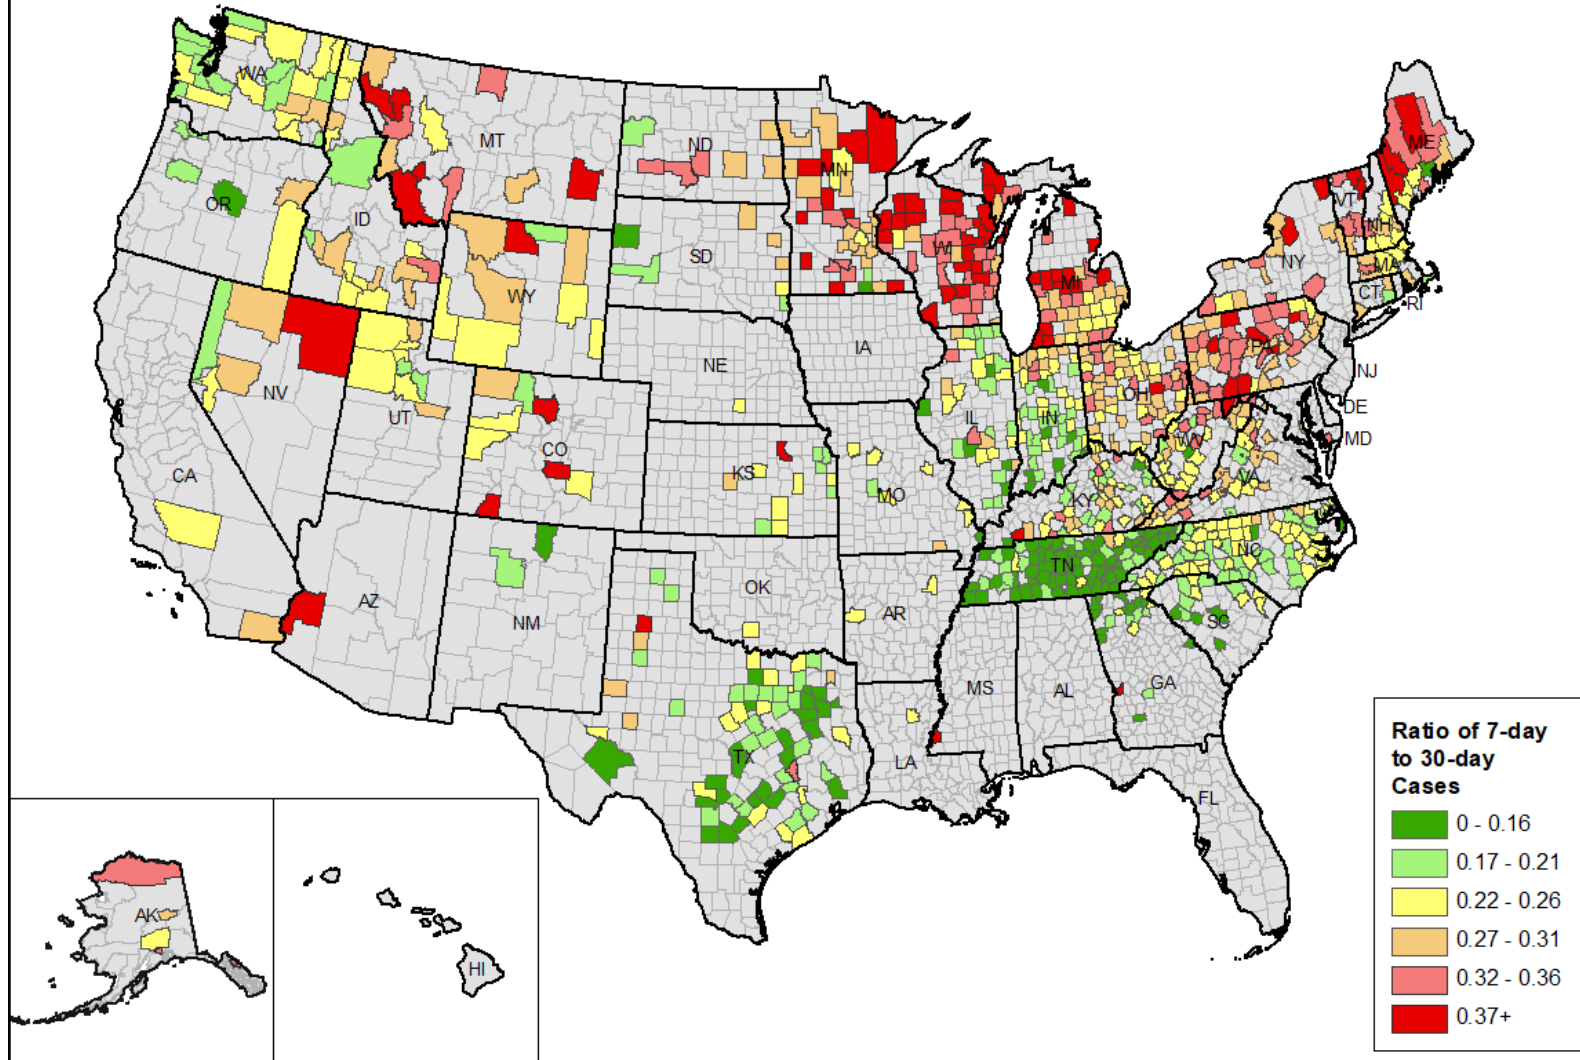 WA
MT
ND
MN
ME
OR
ID
SD
WI
VT
NH
WY
MI
NY
MA
CT
RI
NE
IA
PA
NJ
NV
UT
IL
IN
OH
DE
CO
MD
WV
CA
KS
MO
KY
VA
TN
NC
AZ
NM
OK
AR
SC
MS
AL
GA
TX
LA
FL
AK
HI
Ratio of 7-day
to 30-day
Cases
0 - 0.16
0.17 - 0.21
0.22 - 0.26
0.27 - 0.31
0.32 - 0.36
0.37+